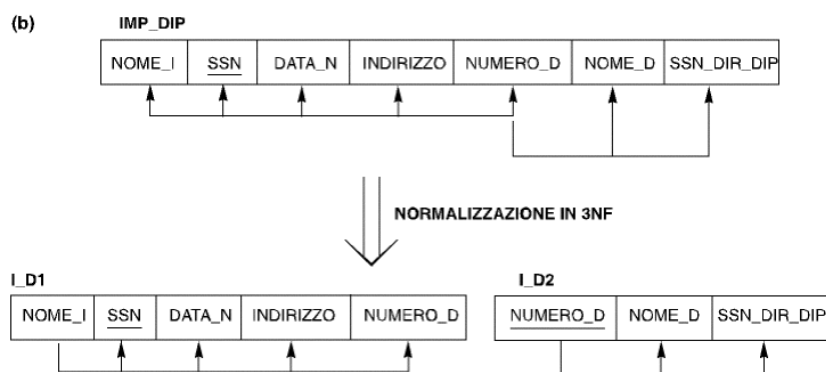 (b) IMP_DIP
NOME_I SSN DATA_N INDIRIZZO NUMERO_D NOME_D SSN_DIR_DIP
NORMALIZZAZIONE IN 3NF
I_D1 I_D2
NOME_I SSN DATA_N INDIRIZZO NUMERO_D NUMERO_D NOME_D SSN_DIR_DIP